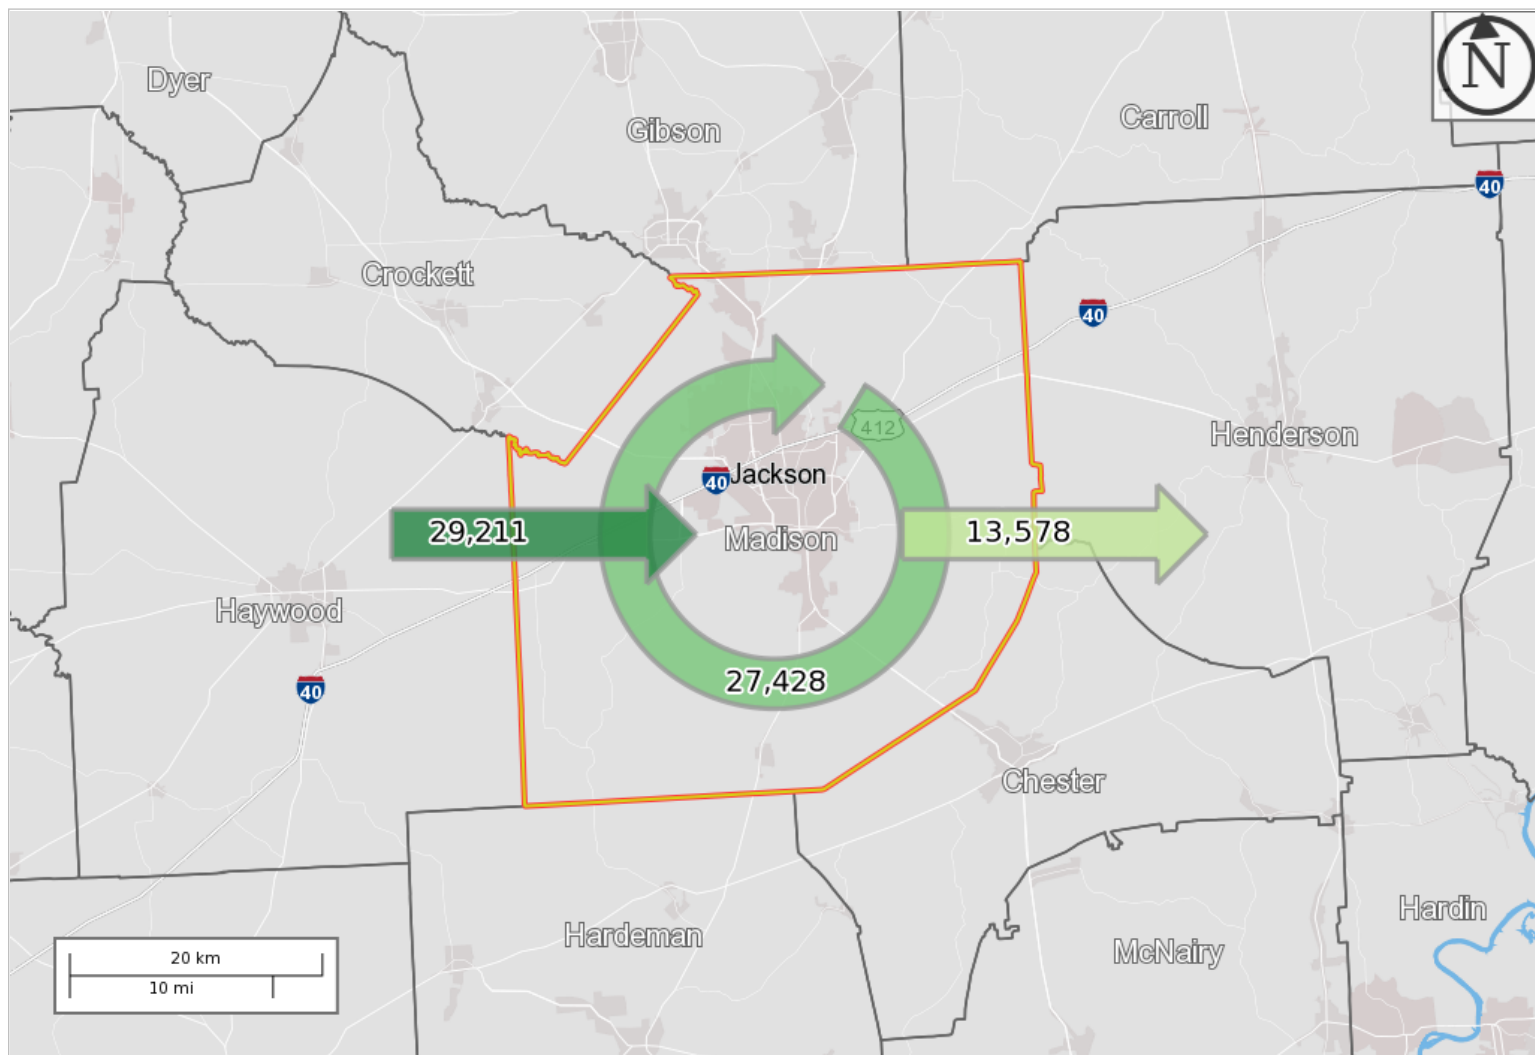 N
Dyer
Gibson
Carroll
40
Crockett
40
412
Henderson
40
Jackson
29,211
13,578
Madison
Haywood
27,428
40
Chester
Hardeman
Hardin
McNairy
20 km
10 mi